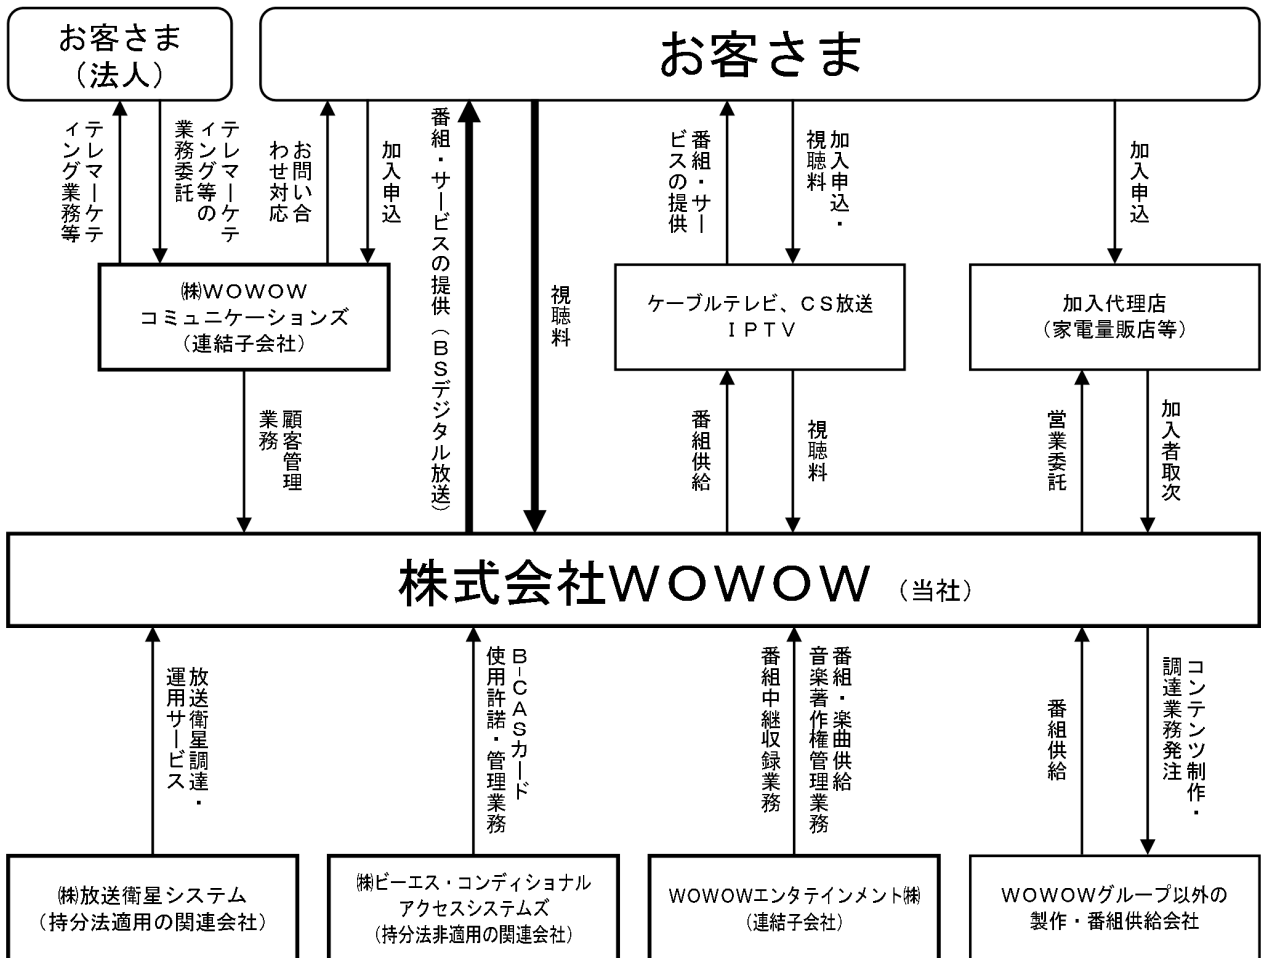 お客さま
（法人）
お客さま
テレマーケテ
ィング業務等
テレマーケテ
ィング等の
業務委託
お問い合
わせ対応
加入申込
番組・サービスの提供（ＢＳデジタル放送）
視聴料
番組・サー
ビスの提供
加入申込・
視聴料
加入申込
㈱ＷＯＷＯＷ
コミュニケーションズ
（連結子会社）
ケーブルテレビ、ＣＳ放送
ＩＰＴＶ
加入代理店
（家電量販店等）
顧客管理
業務
番組供給
視聴料
営業委託
加入者取次
株式会社ＷＯＷＯＷ（当社）
放送衛星調達・
運用サービス
Ｂ−ＣＡＳカード
使用許諾・管理業務
番組・楽曲供給
音楽著作権管理業務
番組中継収録業務
番組供給
コンテンツ制作・
調達業務発注
㈱放送衛星システム
（持分法適用の関連会社）
㈱ビーエス・コンディショナル
アクセスシステムズ
（持分法非適用の関連会社）
ＷＯＷＯＷエンタテインメント㈱
（連結子会社）
ＷＯＷＯＷグループ以外の
製作・番組供給会社